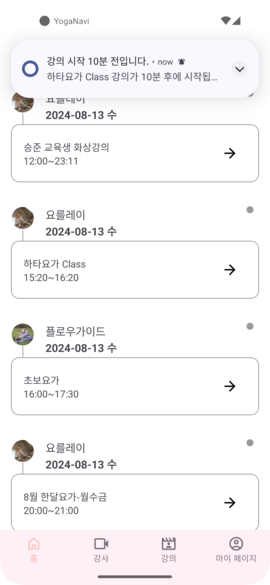 YogaNavi
강의 시작 10분 전입니다. • now
하타요가 Class 강의가 10분 후에 시작됩...
요를레이
2024-08-13 수
승준 교육생 화상강의
12:00~23:11
요를레이
2024-08-13 수
하타요가 Class
15:20~16:20
플로우가이드
2024-08-13 수
초보요가
16:00~17:30
요를레이
2024-08-13 수
8월 한달요가-월수금
20:00~21:00
홈 강사 강의 마이 페이지